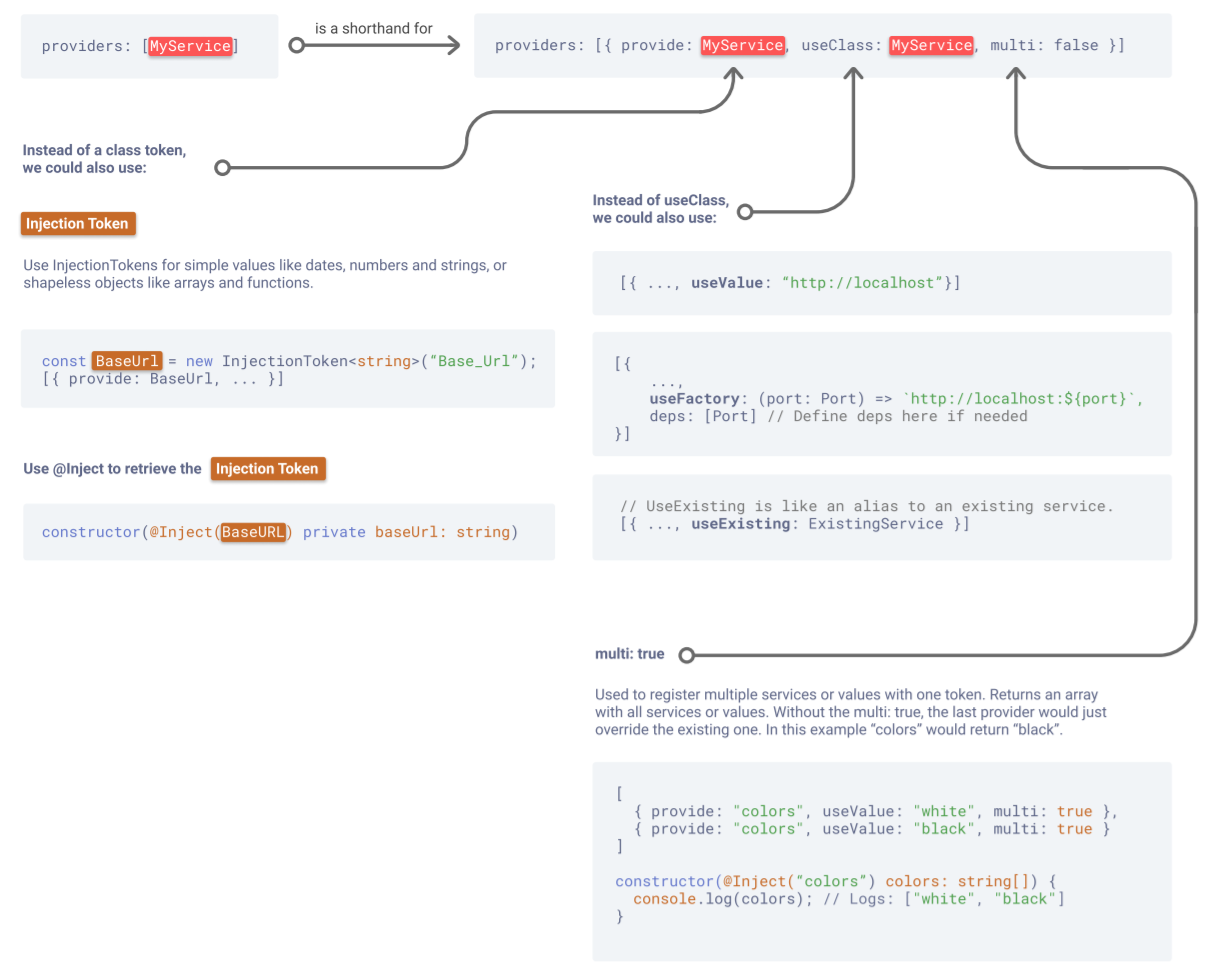 providers: [MyService]
is a shorthand for
providers: [{ provide: MyService, useClass: MyService, multi: false }]
Instead of a class token,
we could also use:
Injection Token
Use InjectionTokens for simple values like dates, numbers and strings, or
shapeless objects like arrays and functions.
const BaseUrl = new InjectionToken<string>(“Base_Url”);
[{ provide: BaseUrl, ... }]
Use @Inject to retrieve the Injection Token
constructor(@Inject(BaseURL) private baseUrl: string)
Instead of useClass,
we could also use:
[{ ..., useValue: “http://localhost”}]
[{
...,
useFactory: (port: Port) => `http://localhost:${port}`,
deps: [Port] // Define deps here if needed
}]
// UseExisting is like an alias to an existing service.
[{ ..., useExisting: ExistingService }]
multi: true
Used to register multiple services or values with one token. Returns an array
with all services or values. Without the multi: true, the last provider would just
override the existing one. In this example “colors” would return “black”.
[
{ provide: "colors", useValue: "white", multi: true },
{ provide: "colors", useValue: "black", multi: true }
]
constructor(@Inject(“colors”) colors: string[]) {
console.log(colors); // Logs: ["white", "black"]
}